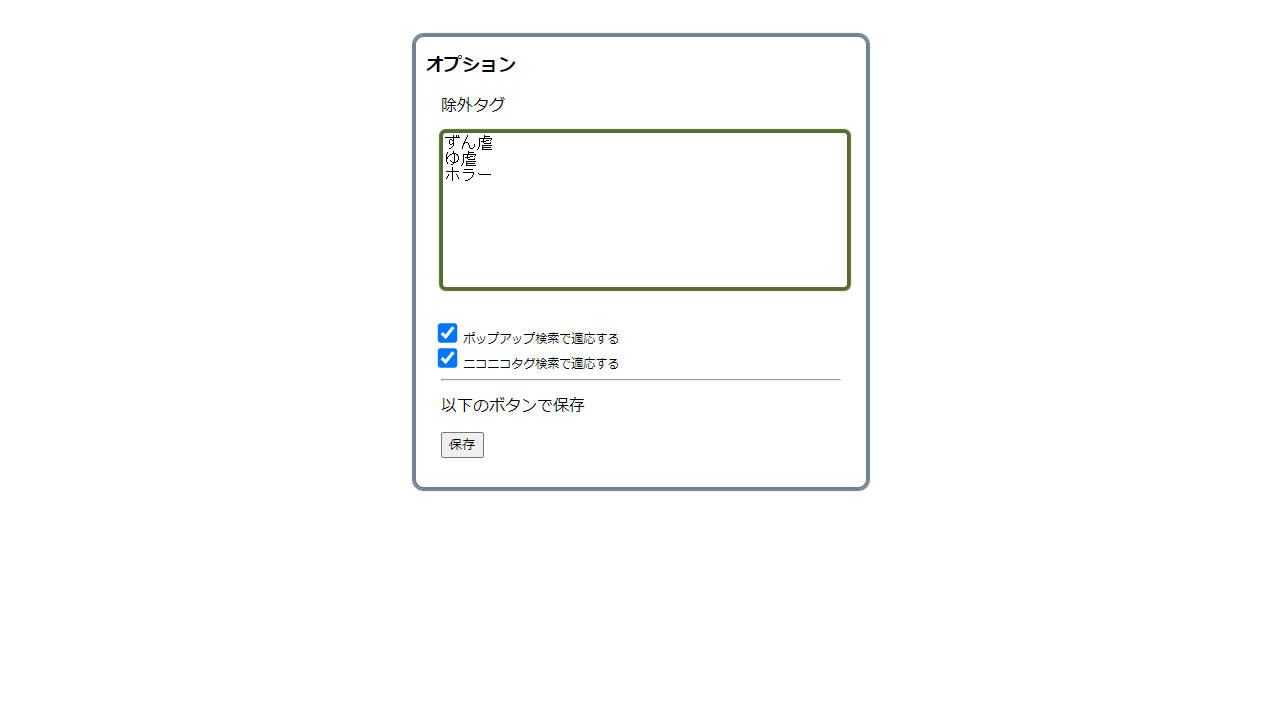 オプション
除外タグ
ずん虐
ゆ虐
ホラー
ポップアップ検索で適応する
ニコニコタグ検索で適応する
以下のボタンで保存
保存